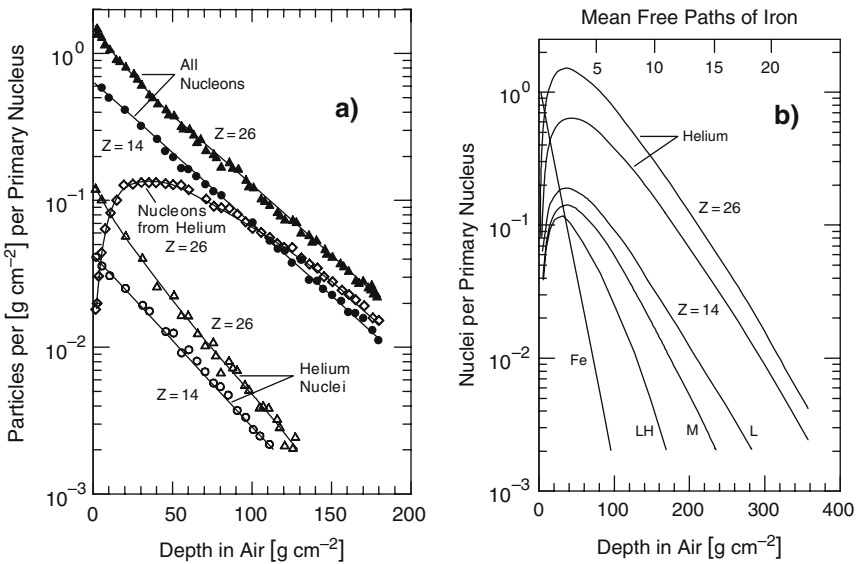 a)
Particles per [g cm⁻²] per Primary Nucleus
10⁰
10⁻¹
10⁻²
10⁻³
All
Nucleons
Z = 26
Z = 14
Nucleons
from Helium
Z = 26
Z = 26
Helium
Nuclei
Z = 14
0 50 100 150 200
Depth in Air [g cm⁻²]
Mean Free Paths of Iron
5 10 15 20
b)
Nuclei per Primary Nucleus
10⁰
10⁻¹
10⁻²
10⁻³
Helium
Z = 26
Z = 14
Fe
LH
M
L
0 100 200 300 400
Depth in Air [g cm⁻²]